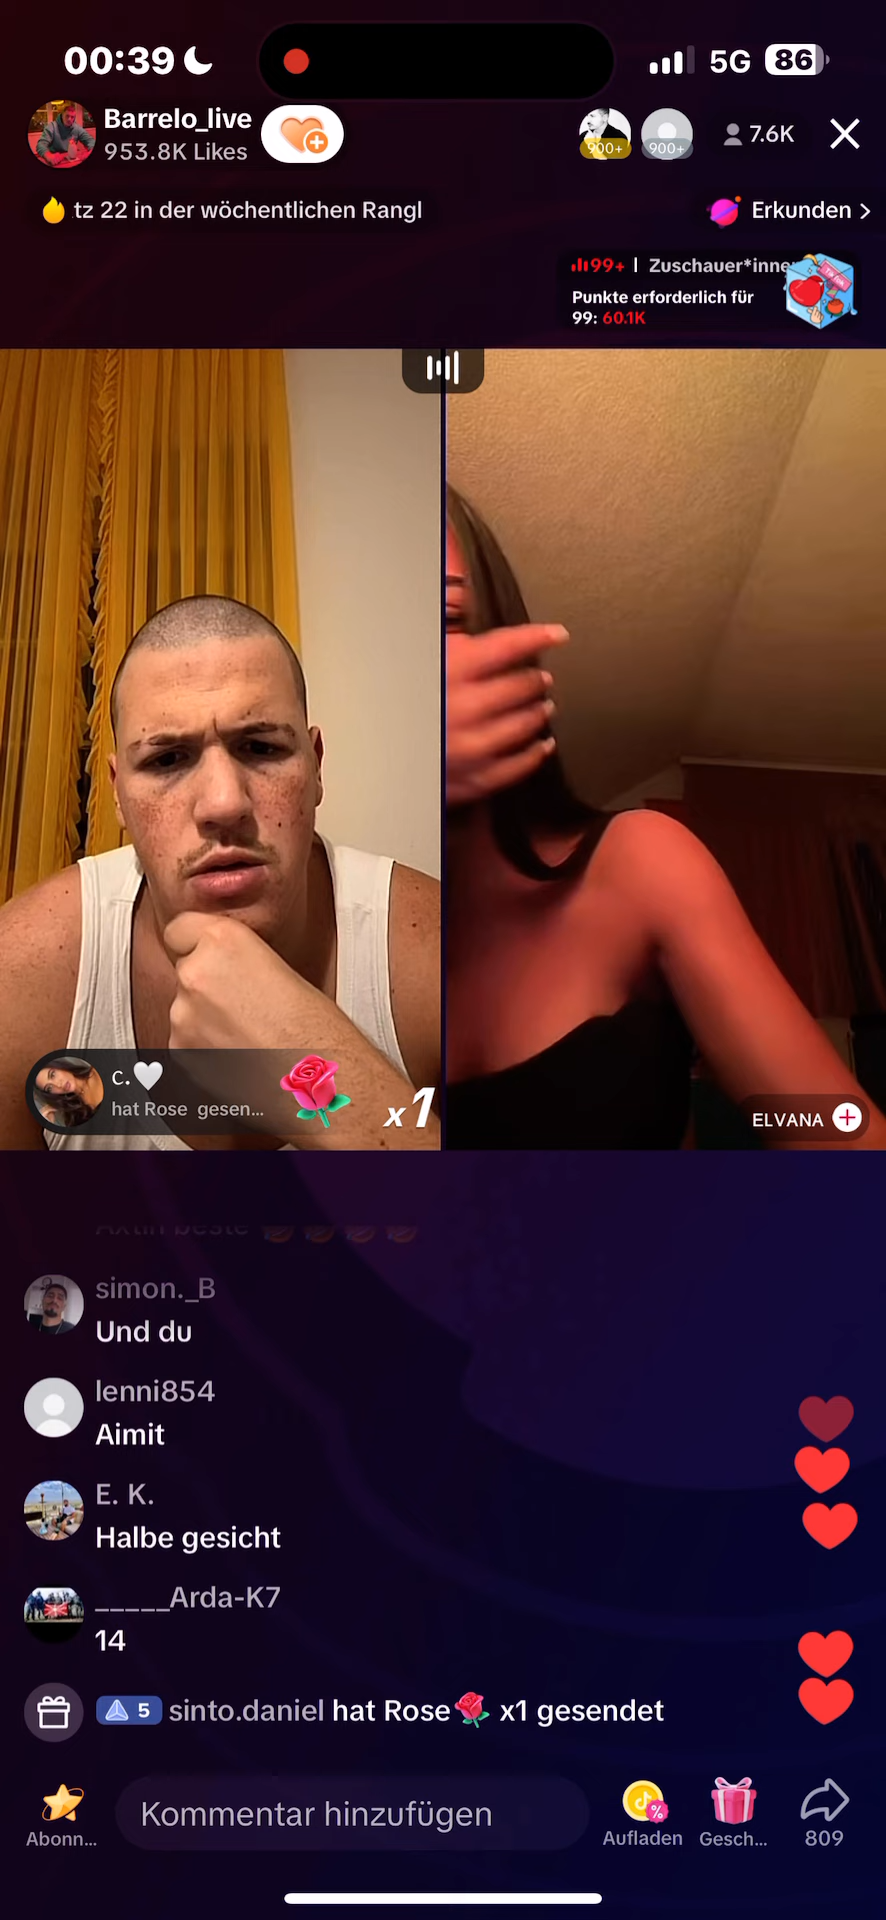 00:39
5G
86
Barrelo_live
953.8K Likes
900+
900+
7.6K
tz 22 in der wöchentlichen Rangl
Erkunden >
99+ | Zuschauer*inne
Punkte erforderlich für
99: 60.1K
c.🤍
hat Rose gesen...
x1
ELVANA
simon._B
Und du
lenni854
Aimit
E. K.
Halbe gesicht
_____Arda-K7
14
5 sinto.daniel hat Rose🌹 x1 gesendet
Abonn...
Kommentar hinzufügen
Aufladen
Gesch...
809